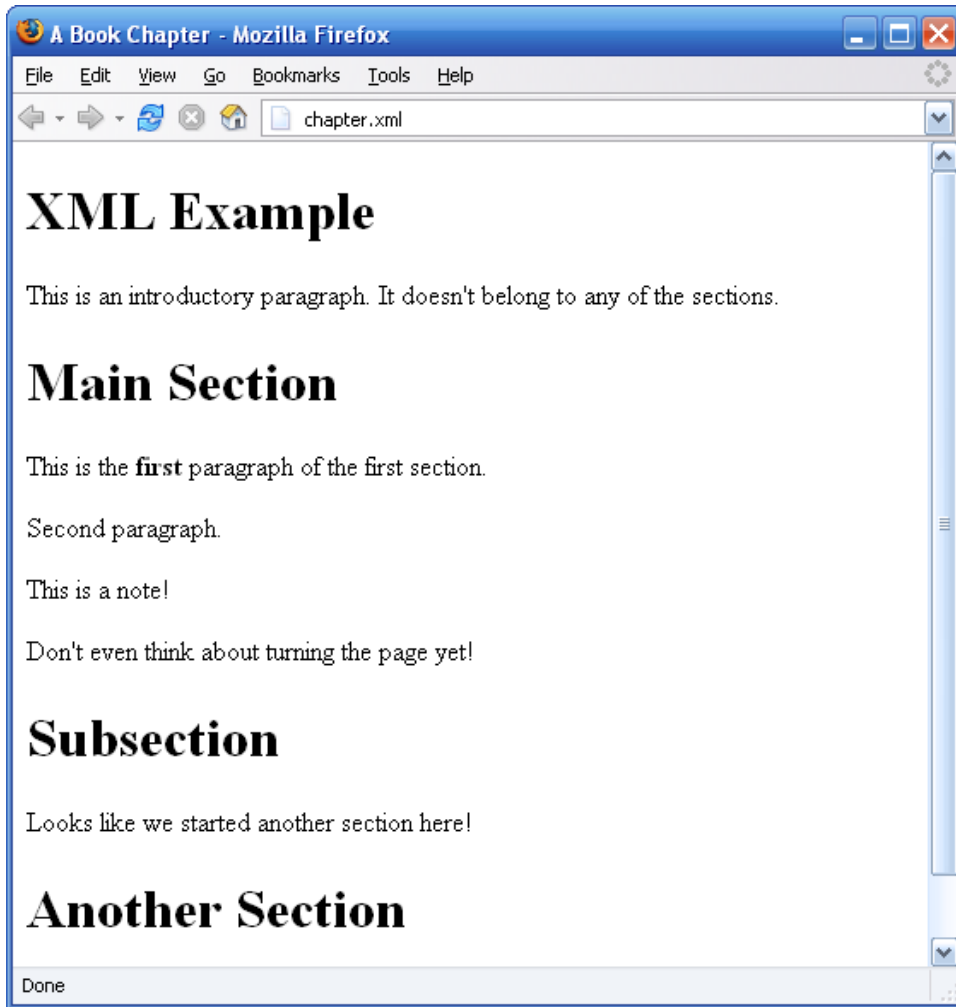 A Book Chapter - Mozilla Firefox
File Edit View Go Bookmarks Tools Help
chapter.xml
XML Example
This is an introductory paragraph. It doesn't belong to any of the sections.
Main Section
This is the first paragraph of the first section.
Second paragraph.
This is a note!
Don't even think about turning the page yet!
Subsection
Looks like we started another section here!
Another Section
Done